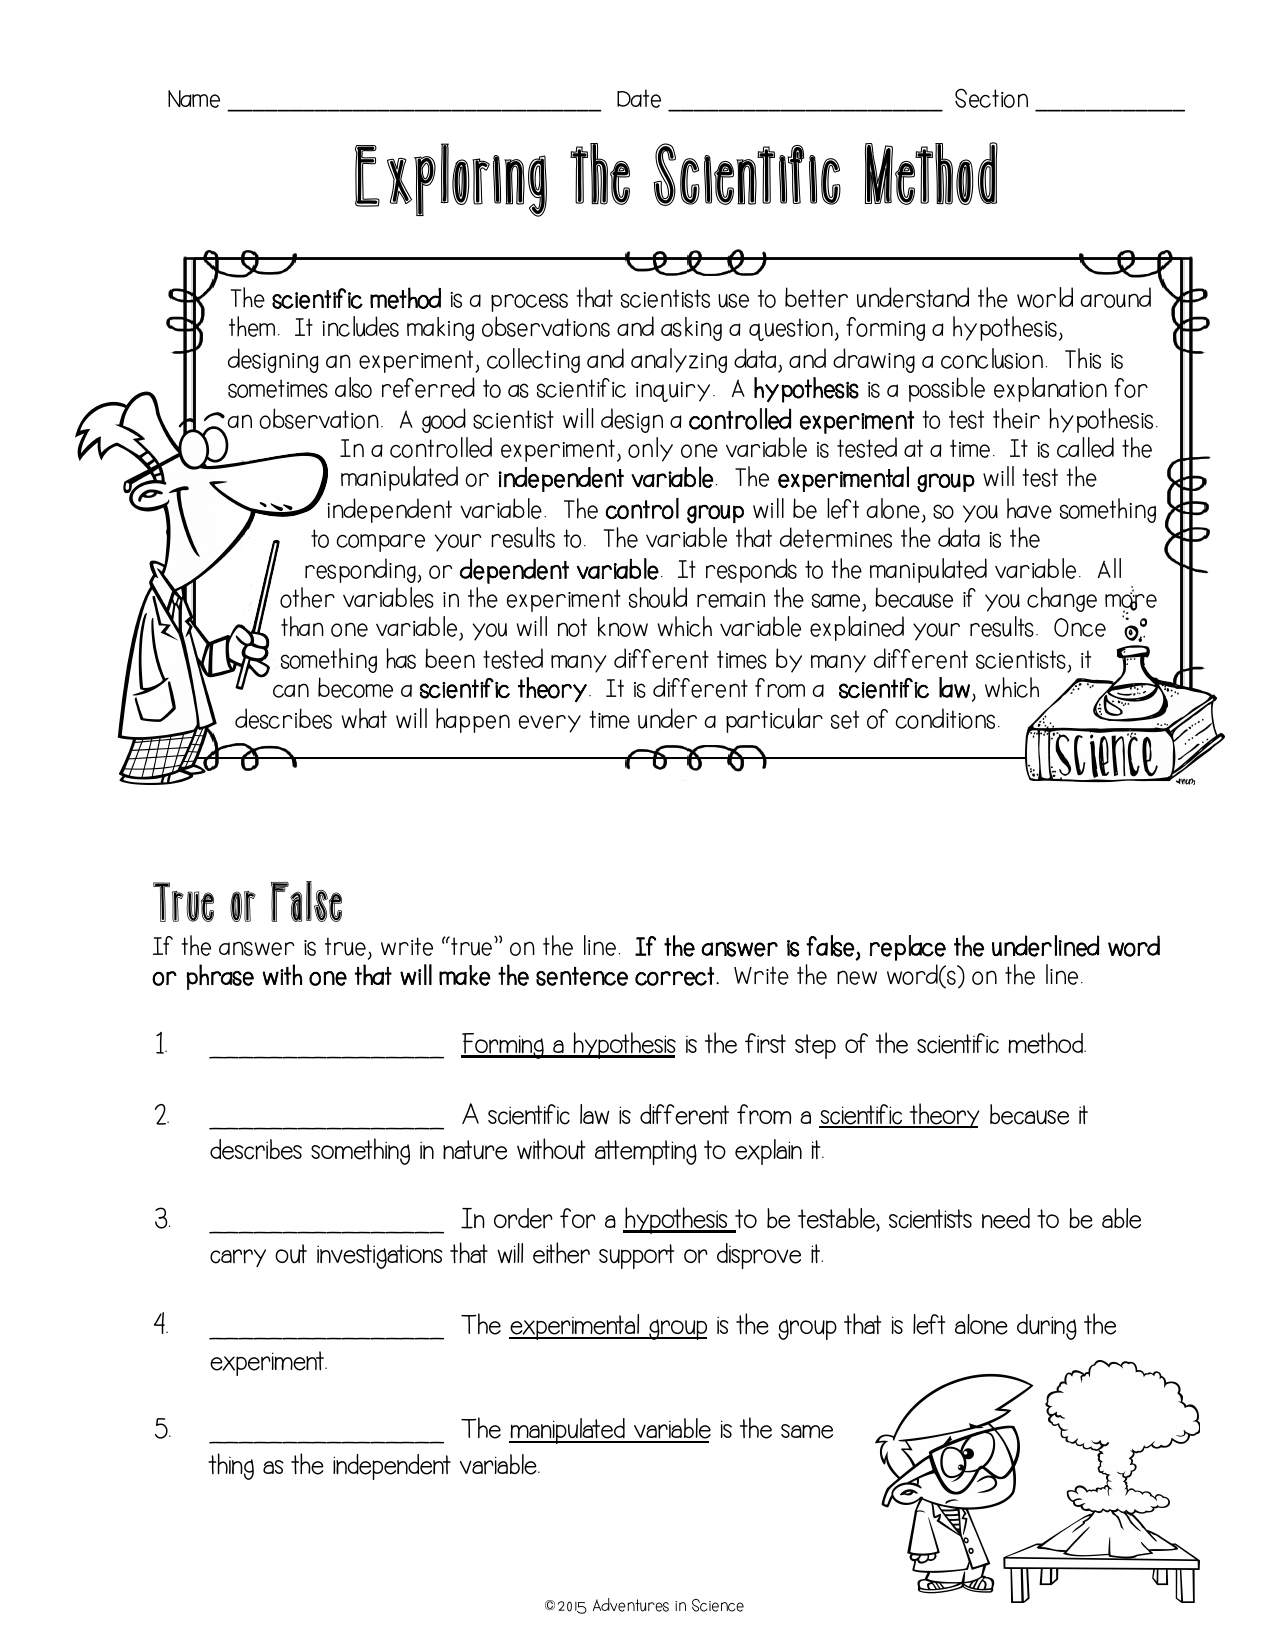 Name ______________________________ Date ______________________ Section ____________
Exploring the Scientific Method
The scientific method is a process that scientists use to better understand the world around
them. It includes making observations and asking a question, forming a hypothesis,
designing an experiment, collecting and analyzing data, and drawing a conclusion. This is
sometimes also referred to as scientific inquiry. A hypothesis is a possible explanation for
an observation. A good scientist will design a controlled experiment to test their hypothesis.
In a controlled experiment, only one variable is tested at a time. It is called the
manipulated or independent variable. The experimental group will test the
independent variable. The control group will be left alone, so you have something
to compare your results to. The variable that determines the data is the
responding, or dependent variable. It responds to the manipulated variable. All
other variables in the experiment should remain the same, because if you change more
than one variable, you will not know which variable explained your results. Once
something has been tested many different times by many different scientists, it
can become a scientific theory. It is different from a scientific law, which
describes what will happen every time under a particular set of conditions.
science
True or False
If the answer is true, write “true” on the line. If the answer is false, replace the underlined word
or phrase with one that will make the sentence correct. Write the new word(s) on the line.
1. ________________ Forming a hypothesis is the first step of the scientific method.
2. ________________ A scientific law is different from a scientific theory because it
describes something in nature without attempting to explain it.
3. ________________ In order for a hypothesis to be testable, scientists need to be able
carry out investigations that will either support or disprove it.
4. ________________ The experimental group is the group that is left alone during the
experiment.
5. ________________ The manipulated variable is the same
thing as the independent variable.
©2015 Adventures in Science